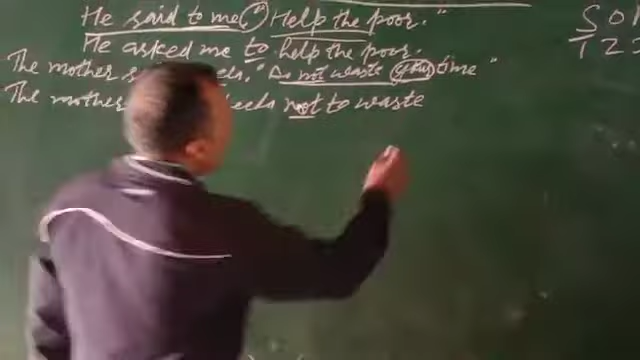 He said to me, "Help the poor."
He asked me to help the poor.
The mother "Do not waste your time"
The mother not to waste
S O
1 2 3